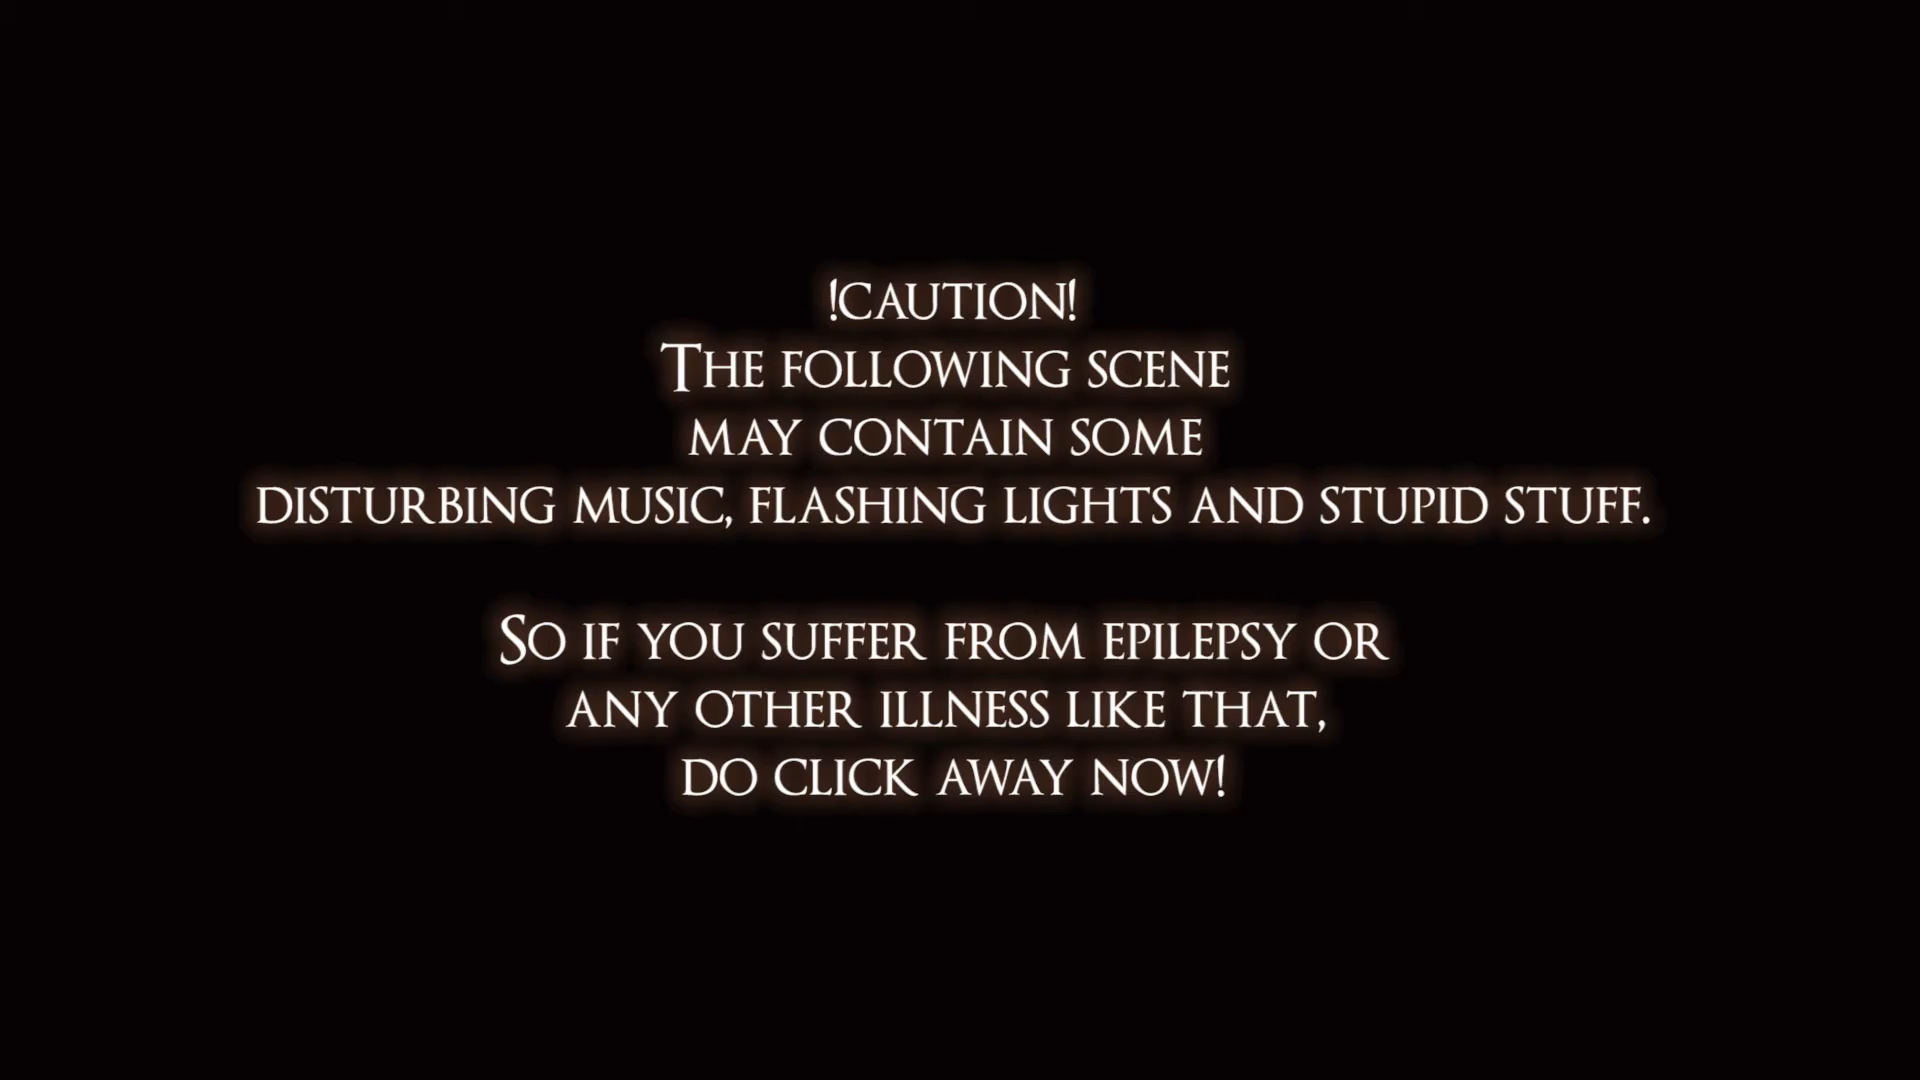 !CAUTION!
THE FOLLOWING SCENE
MAY CONTAIN SOME
DISTURBING MUSIC, FLASHING LIGHTS AND STUPID STUFF.
SO IF YOU SUFFER FROM EPILEPSY OR
ANY OTHER ILLNESS LIKE THAT,
DO CLICK AWAY NOW!